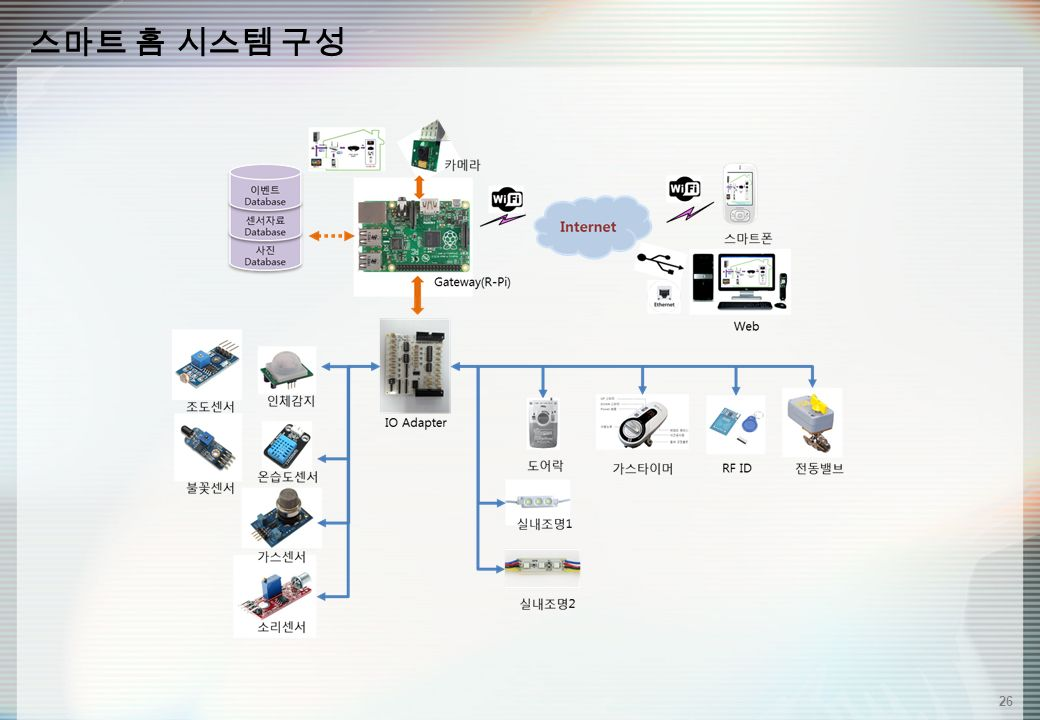 스마트 홈 시스템 구성
카메라
이벤트
Database
센서자료
Database
사진
Database
WiFi
Internet
WiFi
스마트폰
Gateway(R-Pi)
Ethernet
Web
조도센서
인체감지
IO Adapter
불꽃센서
온습도센서
도어락
가스타이머
RF ID
전동밸브
실내조명1
가스센서
실내조명2
소리센서
26